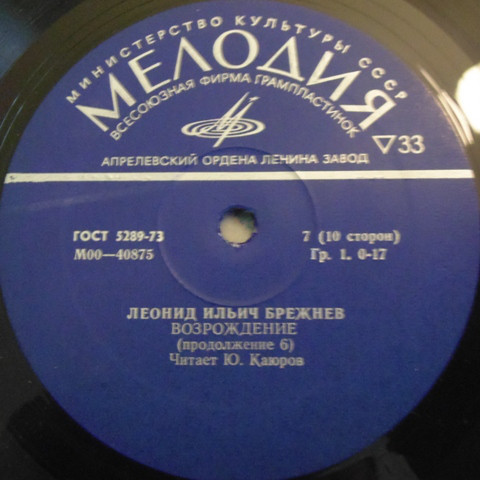 МИНИСТЕРСТВО КУЛЬТУРЫ СССР
МЕЛОДИЯ
ВСЕСОЮЗНАЯ ФИРМА ГРАМПЛАСТИНОК
▽33
АПРЕЛЕВСКИЙ ОРДЕНА ЛЕНИНА ЗАВОД
ГОСТ 5289-73
7 (10 сторон)
М00—40875
Гр. 1. 0-17
ЛЕОНИД ИЛЬИЧ БРЕЖНЕВ
ВОЗРОЖДЕНИЕ
(продолжение 6)
Читает Ю. Каюров